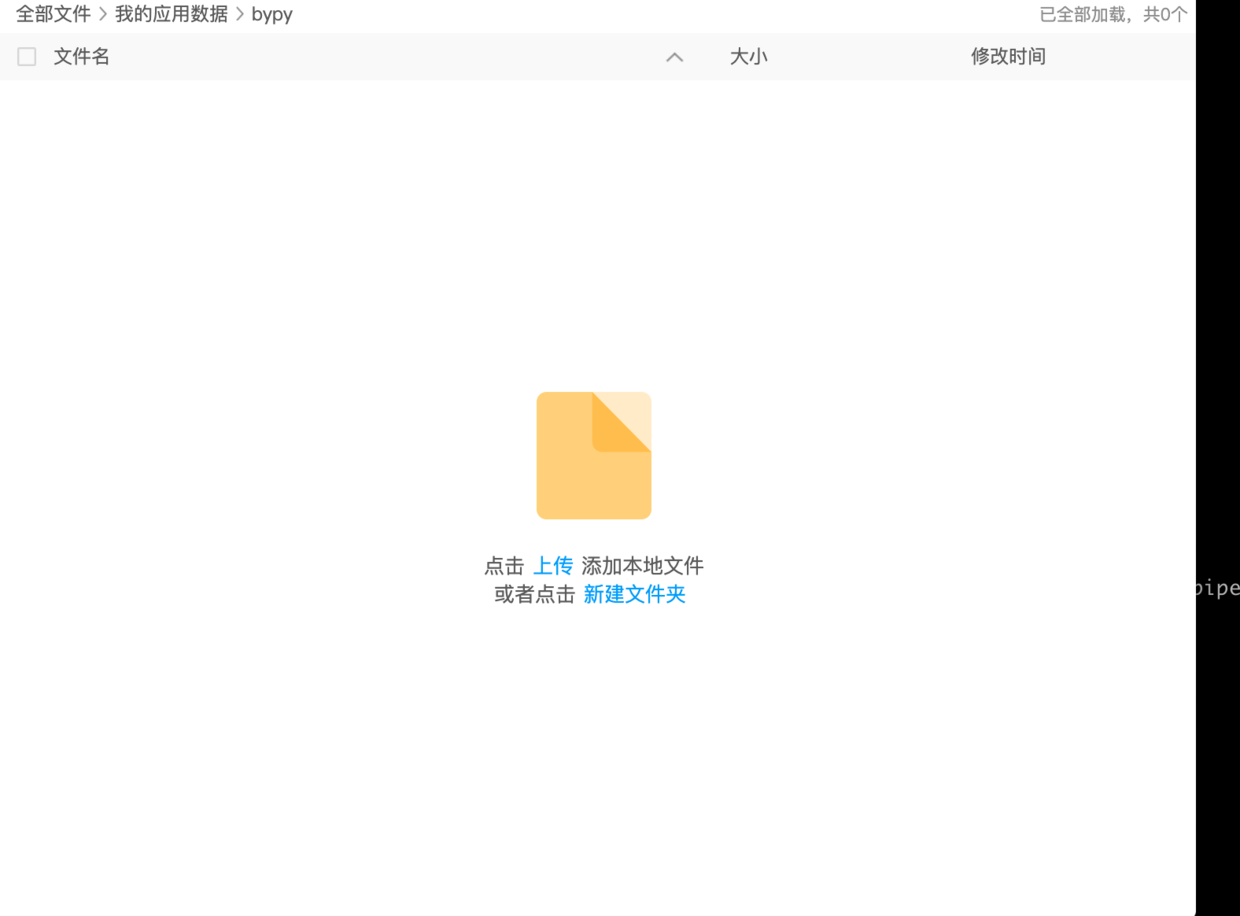 全部文件 > 我的应用数据 > bypy 已全部加载，共0个
文件名 大小 修改时间
点击 上传 添加本地文件
或者点击 新建文件夹
pipe